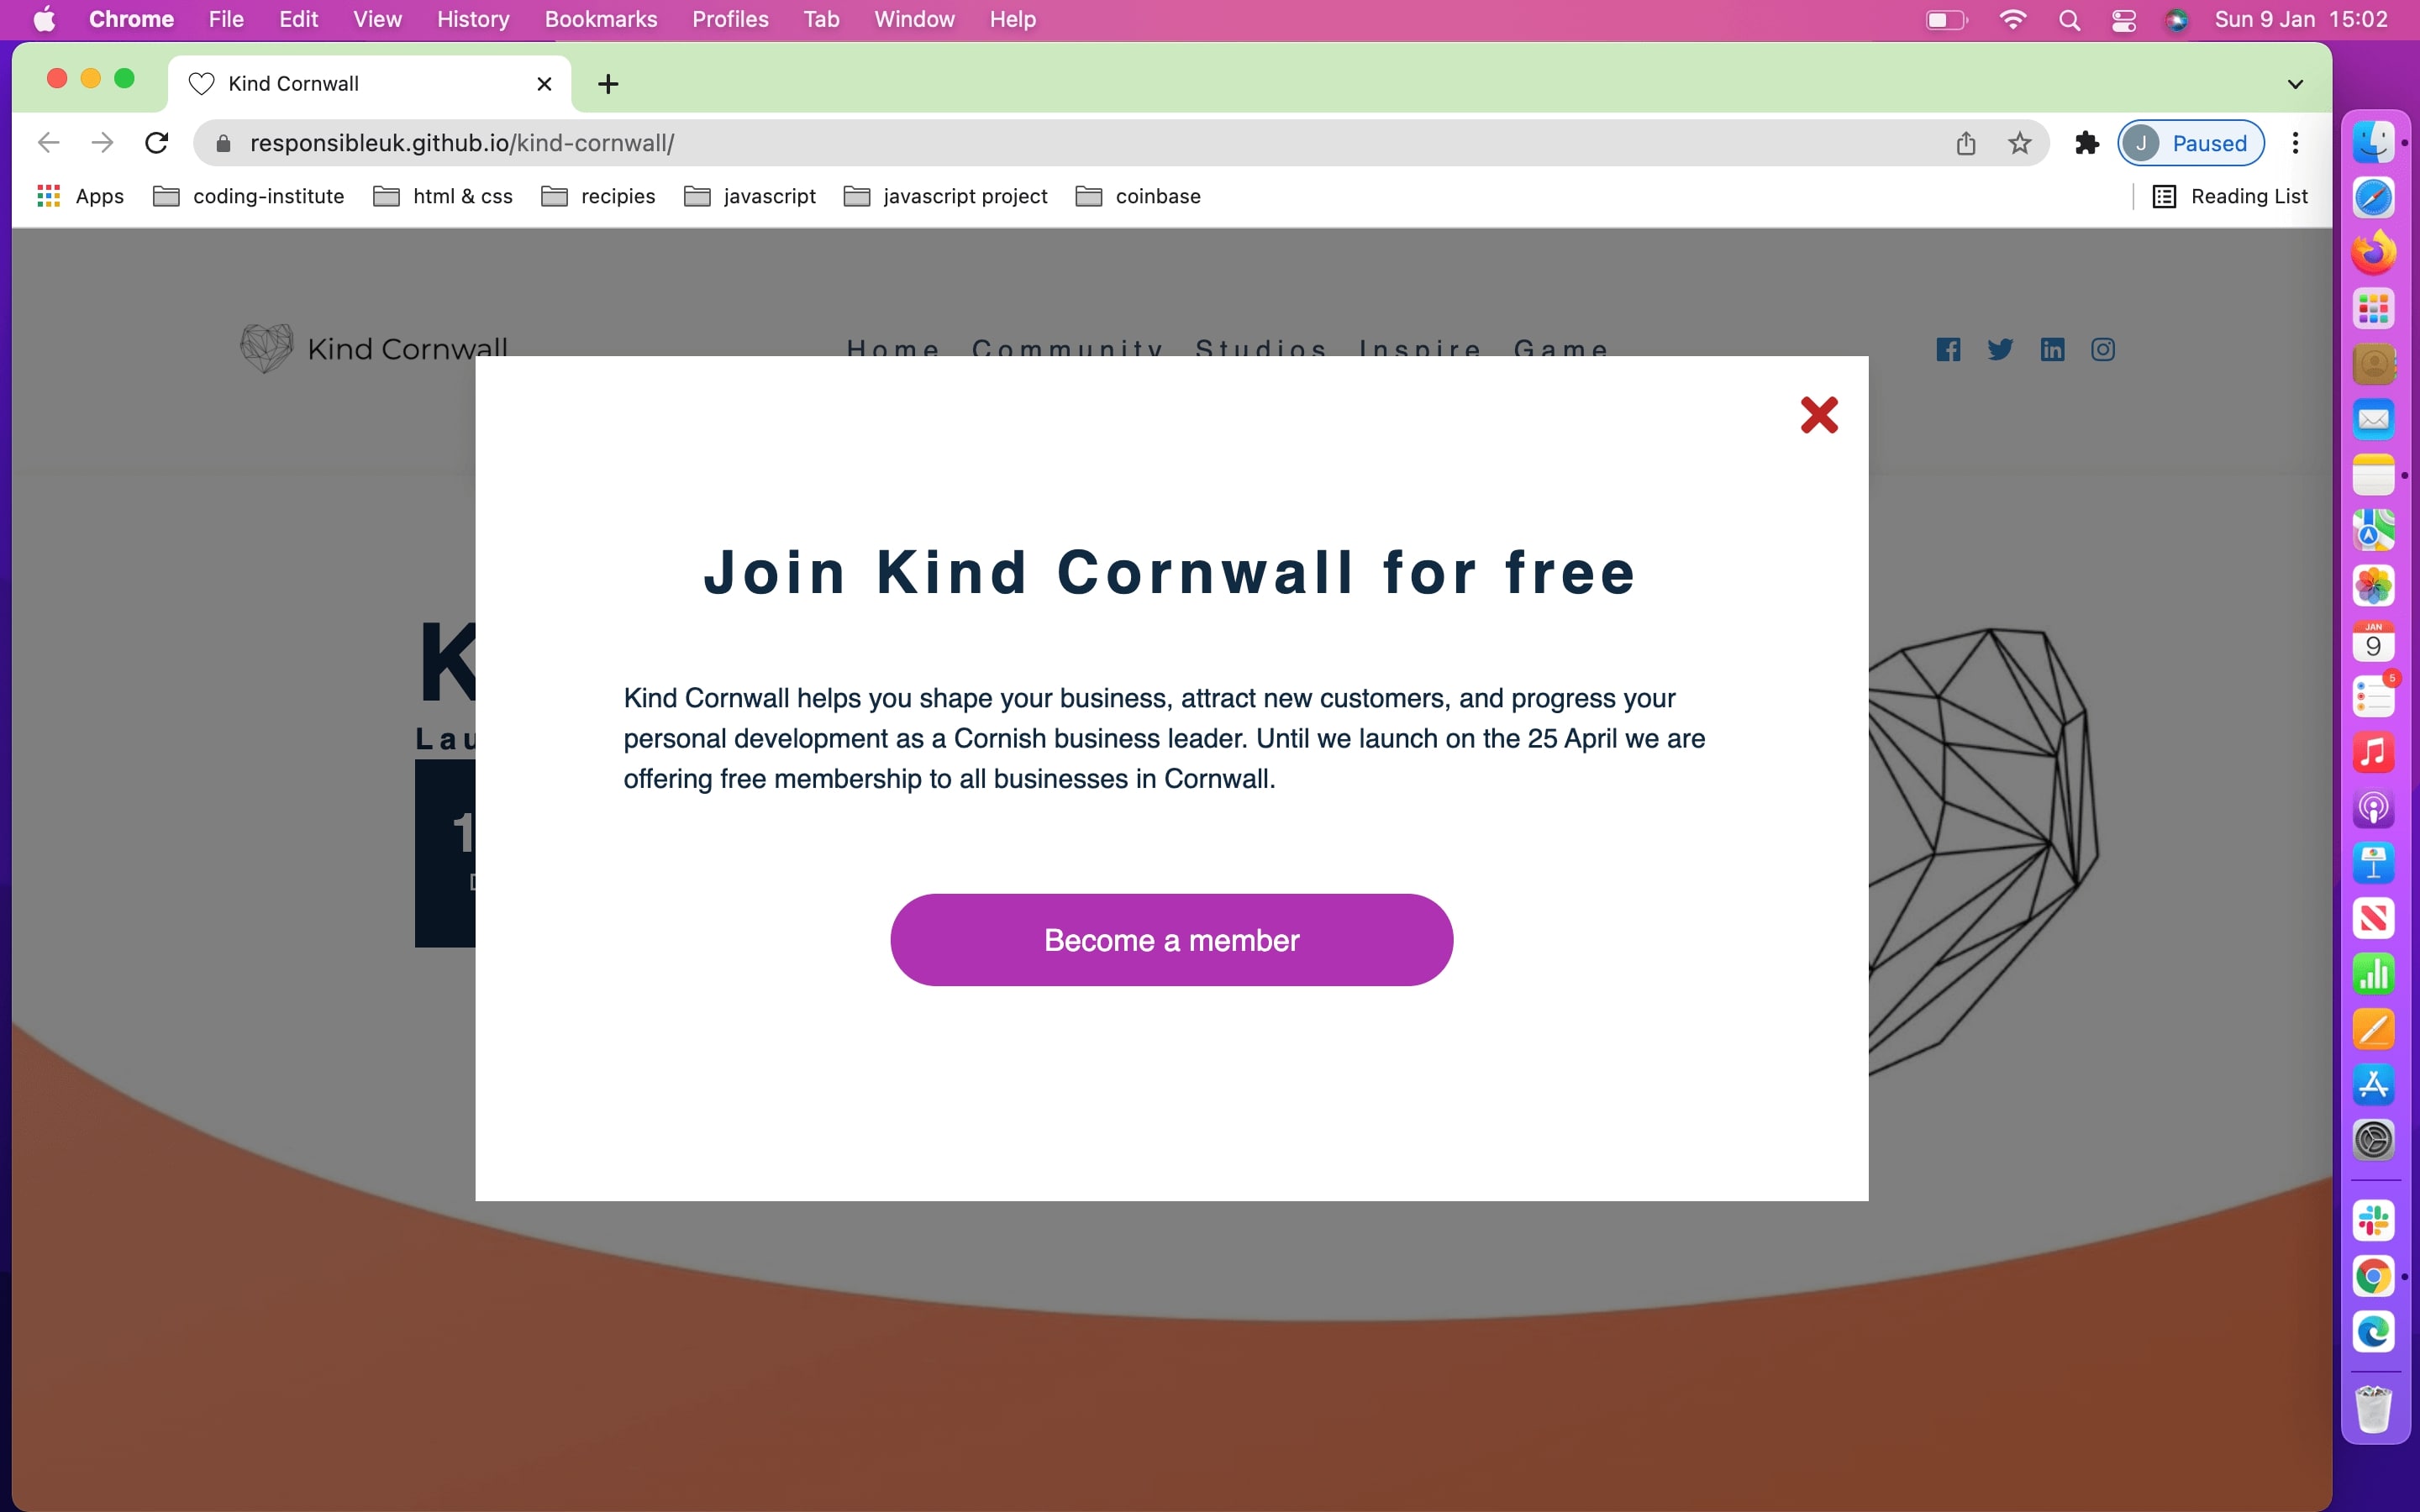 Chrome File Edit View History Bookmarks Profiles Tab Window Help Sun 9 Jan 15:02
Kind Cornwall
responsibleuk.github.io/kind-cornwall/
J Paused
Apps coding-institute html & css recipies javascript javascript project coinbase Reading List
Kind Cornwall Home Community Studios Inspire Game
Join Kind Cornwall for free
K
Kind Cornwall helps you shape your business, attract new customers, and progress your
Lau
personal development as a Cornish business leader. Until we launch on the 25 April we are
offering free membership to all businesses in Cornwall.
1
Become a member
JAN
9
5